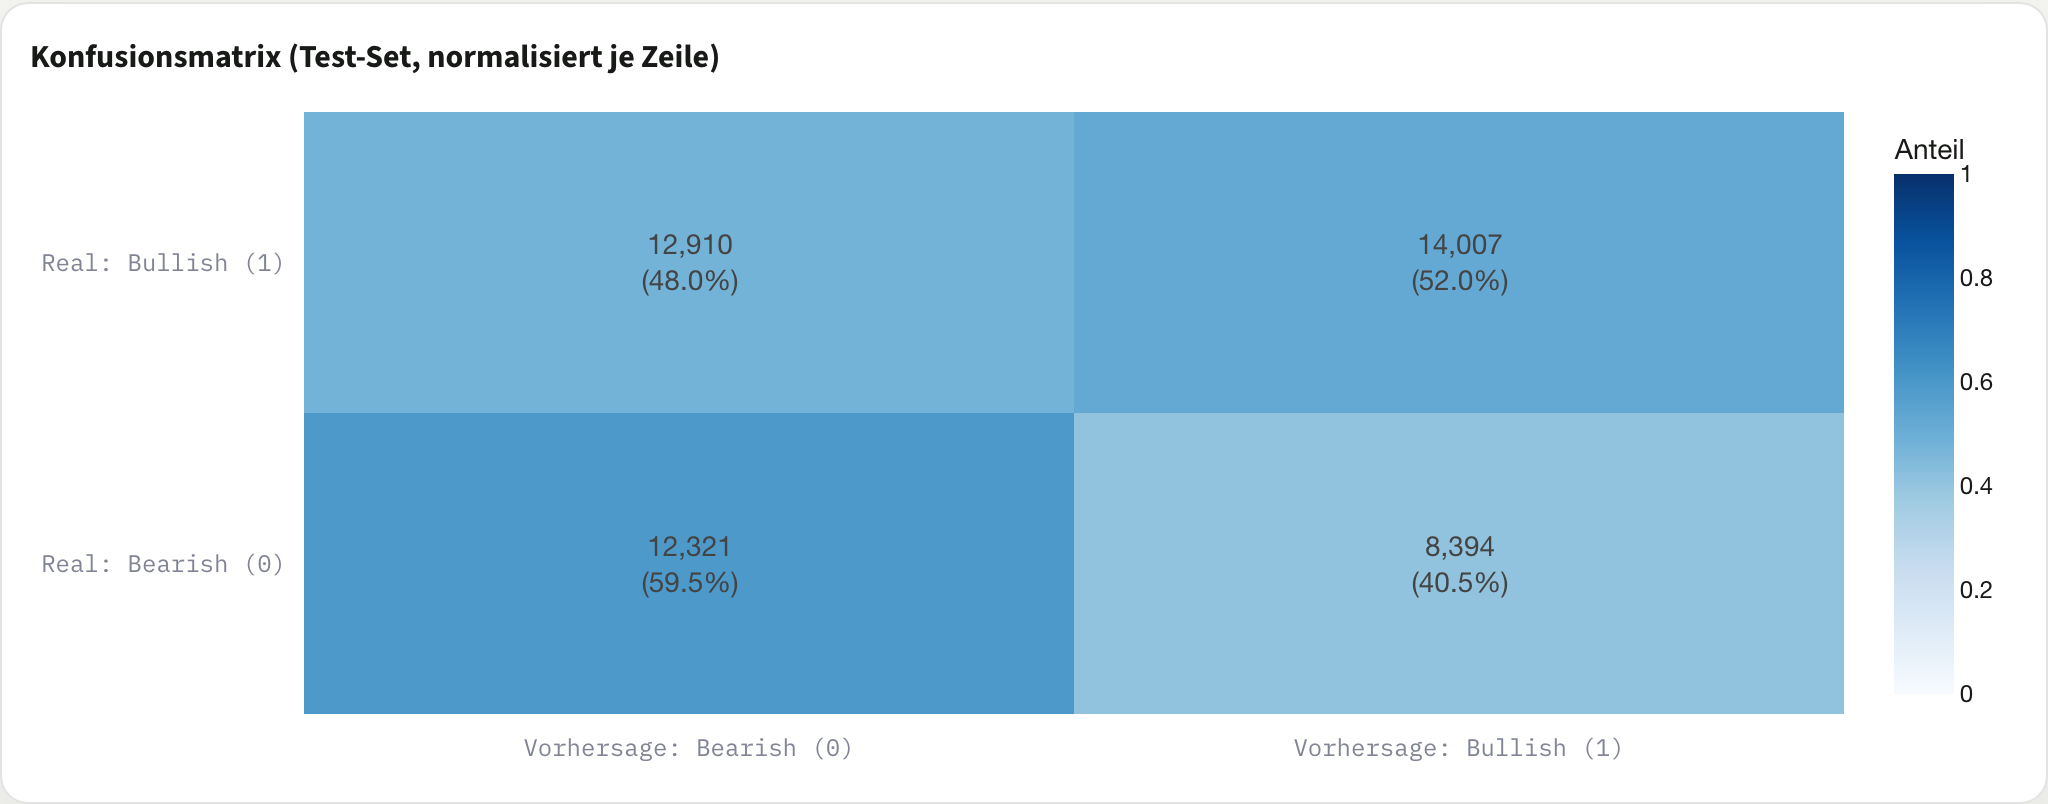 Konfusionsmatrix (Test-Set, normalisiert je Zeile)
Anteil
1
0.8
0.6
0.4
0.2
0
Real: Bullish (1)
12,910
(48.0%)
14,007
(52.0%)
Real: Bearish (0)
12,321
(59.5%)
8,394
(40.5%)
Vorhersage: Bearish (0)
Vorhersage: Bullish (1)